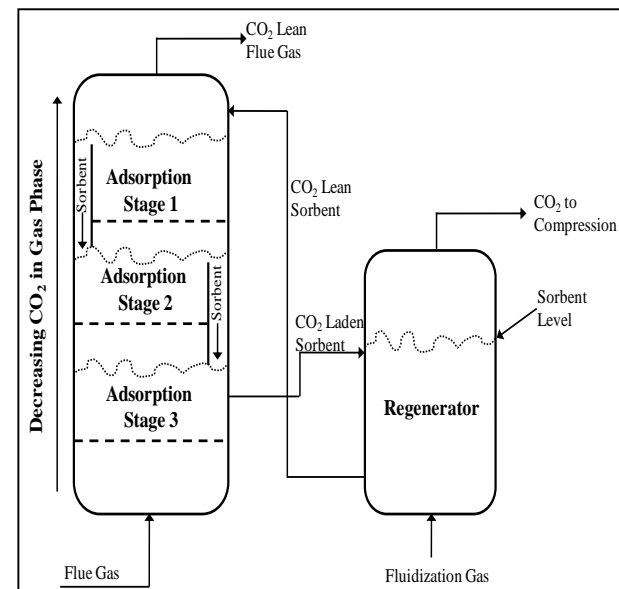 CO2 Lean
Flue Gas
Decreasing CO2 in Gas Phase
Sorbent
Adsorption
Stage 1
CO2 Lean
Sorbent
CO2 to
Compression
Adsorption
Stage 2
Sorbent
CO2 Laden
Sorbent
Sorbent
Level
Adsorption
Stage 3
Regenerator
Flue Gas
Fluidization Gas